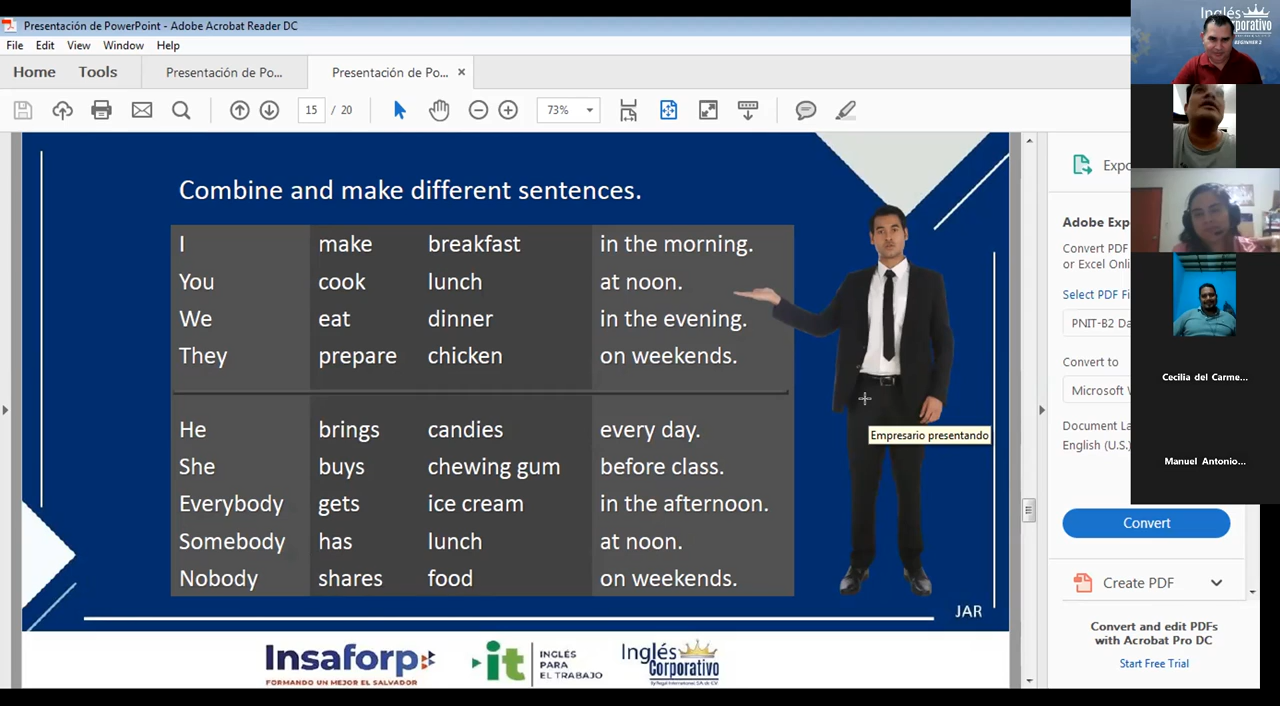 Presentación de PowerPoint - Adobe Acrobat Reader DC
File Edit View Window Help
Home Tools Presentación de Po... Presentación de Po... ×
15 / 20 73%
Combine and make different sentences.
I make breakfast in the morning.
You cook lunch at noon.
We eat dinner in the evening.
They prepare chicken on weekends.
He brings candies every day.
She buys chewing gum before class.
Everybody gets ice cream in the afternoon.
Somebody has lunch at noon.
Nobody shares food on weekends.
Empresario presentando
JAR
Insaforp
FORMANDO UN MEJOR EL SALVADOR
it
INGLÉS
PARA
EL TRABAJO
Inglés
Corporativo
Expo
Adobe Exp
Convert PDF
or Excel Onli
Select PDF Fi
PNIT-B2 Da
Convert to
Microsoft W
Document La
English (U.S.)
Convert
Create PDF
Convert and edit PDFs
with Acrobat Pro DC
Start Free Trial
Inglés
orporativo
BEGINNER 2
Cecilia del Carme...
Manuel Antonio...